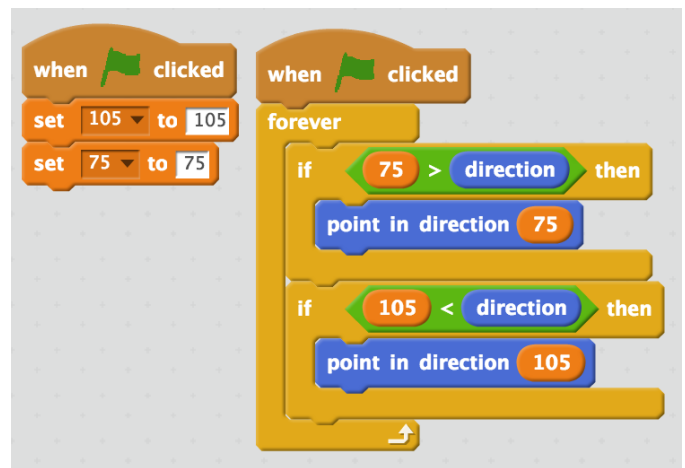 when clicked
set 105 to 105
set 75 to 75
when clicked
forever
if 75 > direction then
point in direction 75
if 105 < direction then
point in direction 105